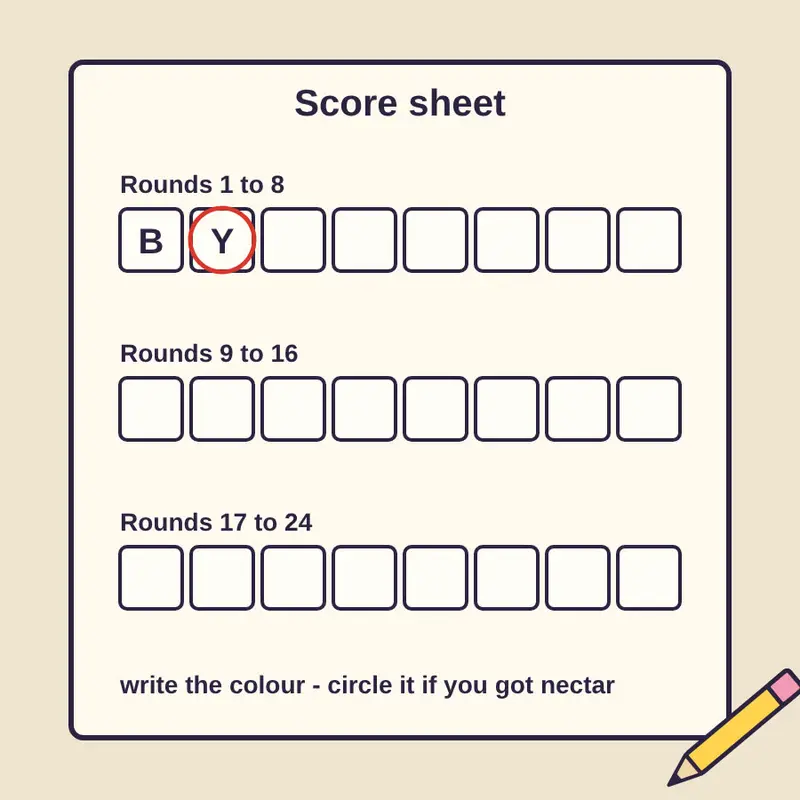 Score sheet
Rounds 1 to 8
B Y
Rounds 9 to 16
Rounds 17 to 24
write the colour - circle it if you got nectar